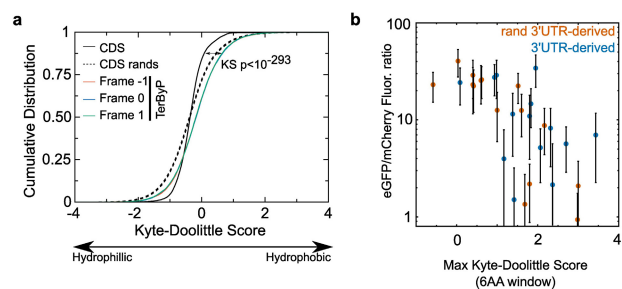 a
Cumulative Distribution
1
0.75
0.50
0.25
0
CDS
CDS rands
Frame -1
Frame 0
Frame 1
TerByP
KS p<10-293
-4
-2
0
2
4
Kyte-Doolittle Score
Hydrophillic
Hydrophobic
b
eGFP/mCherry Fluor. ratio
100
10
1
rand 3'UTR-derived
3'UTR-derived
0
2
4
Max Kyte-Doolittle Score
(6AA window)